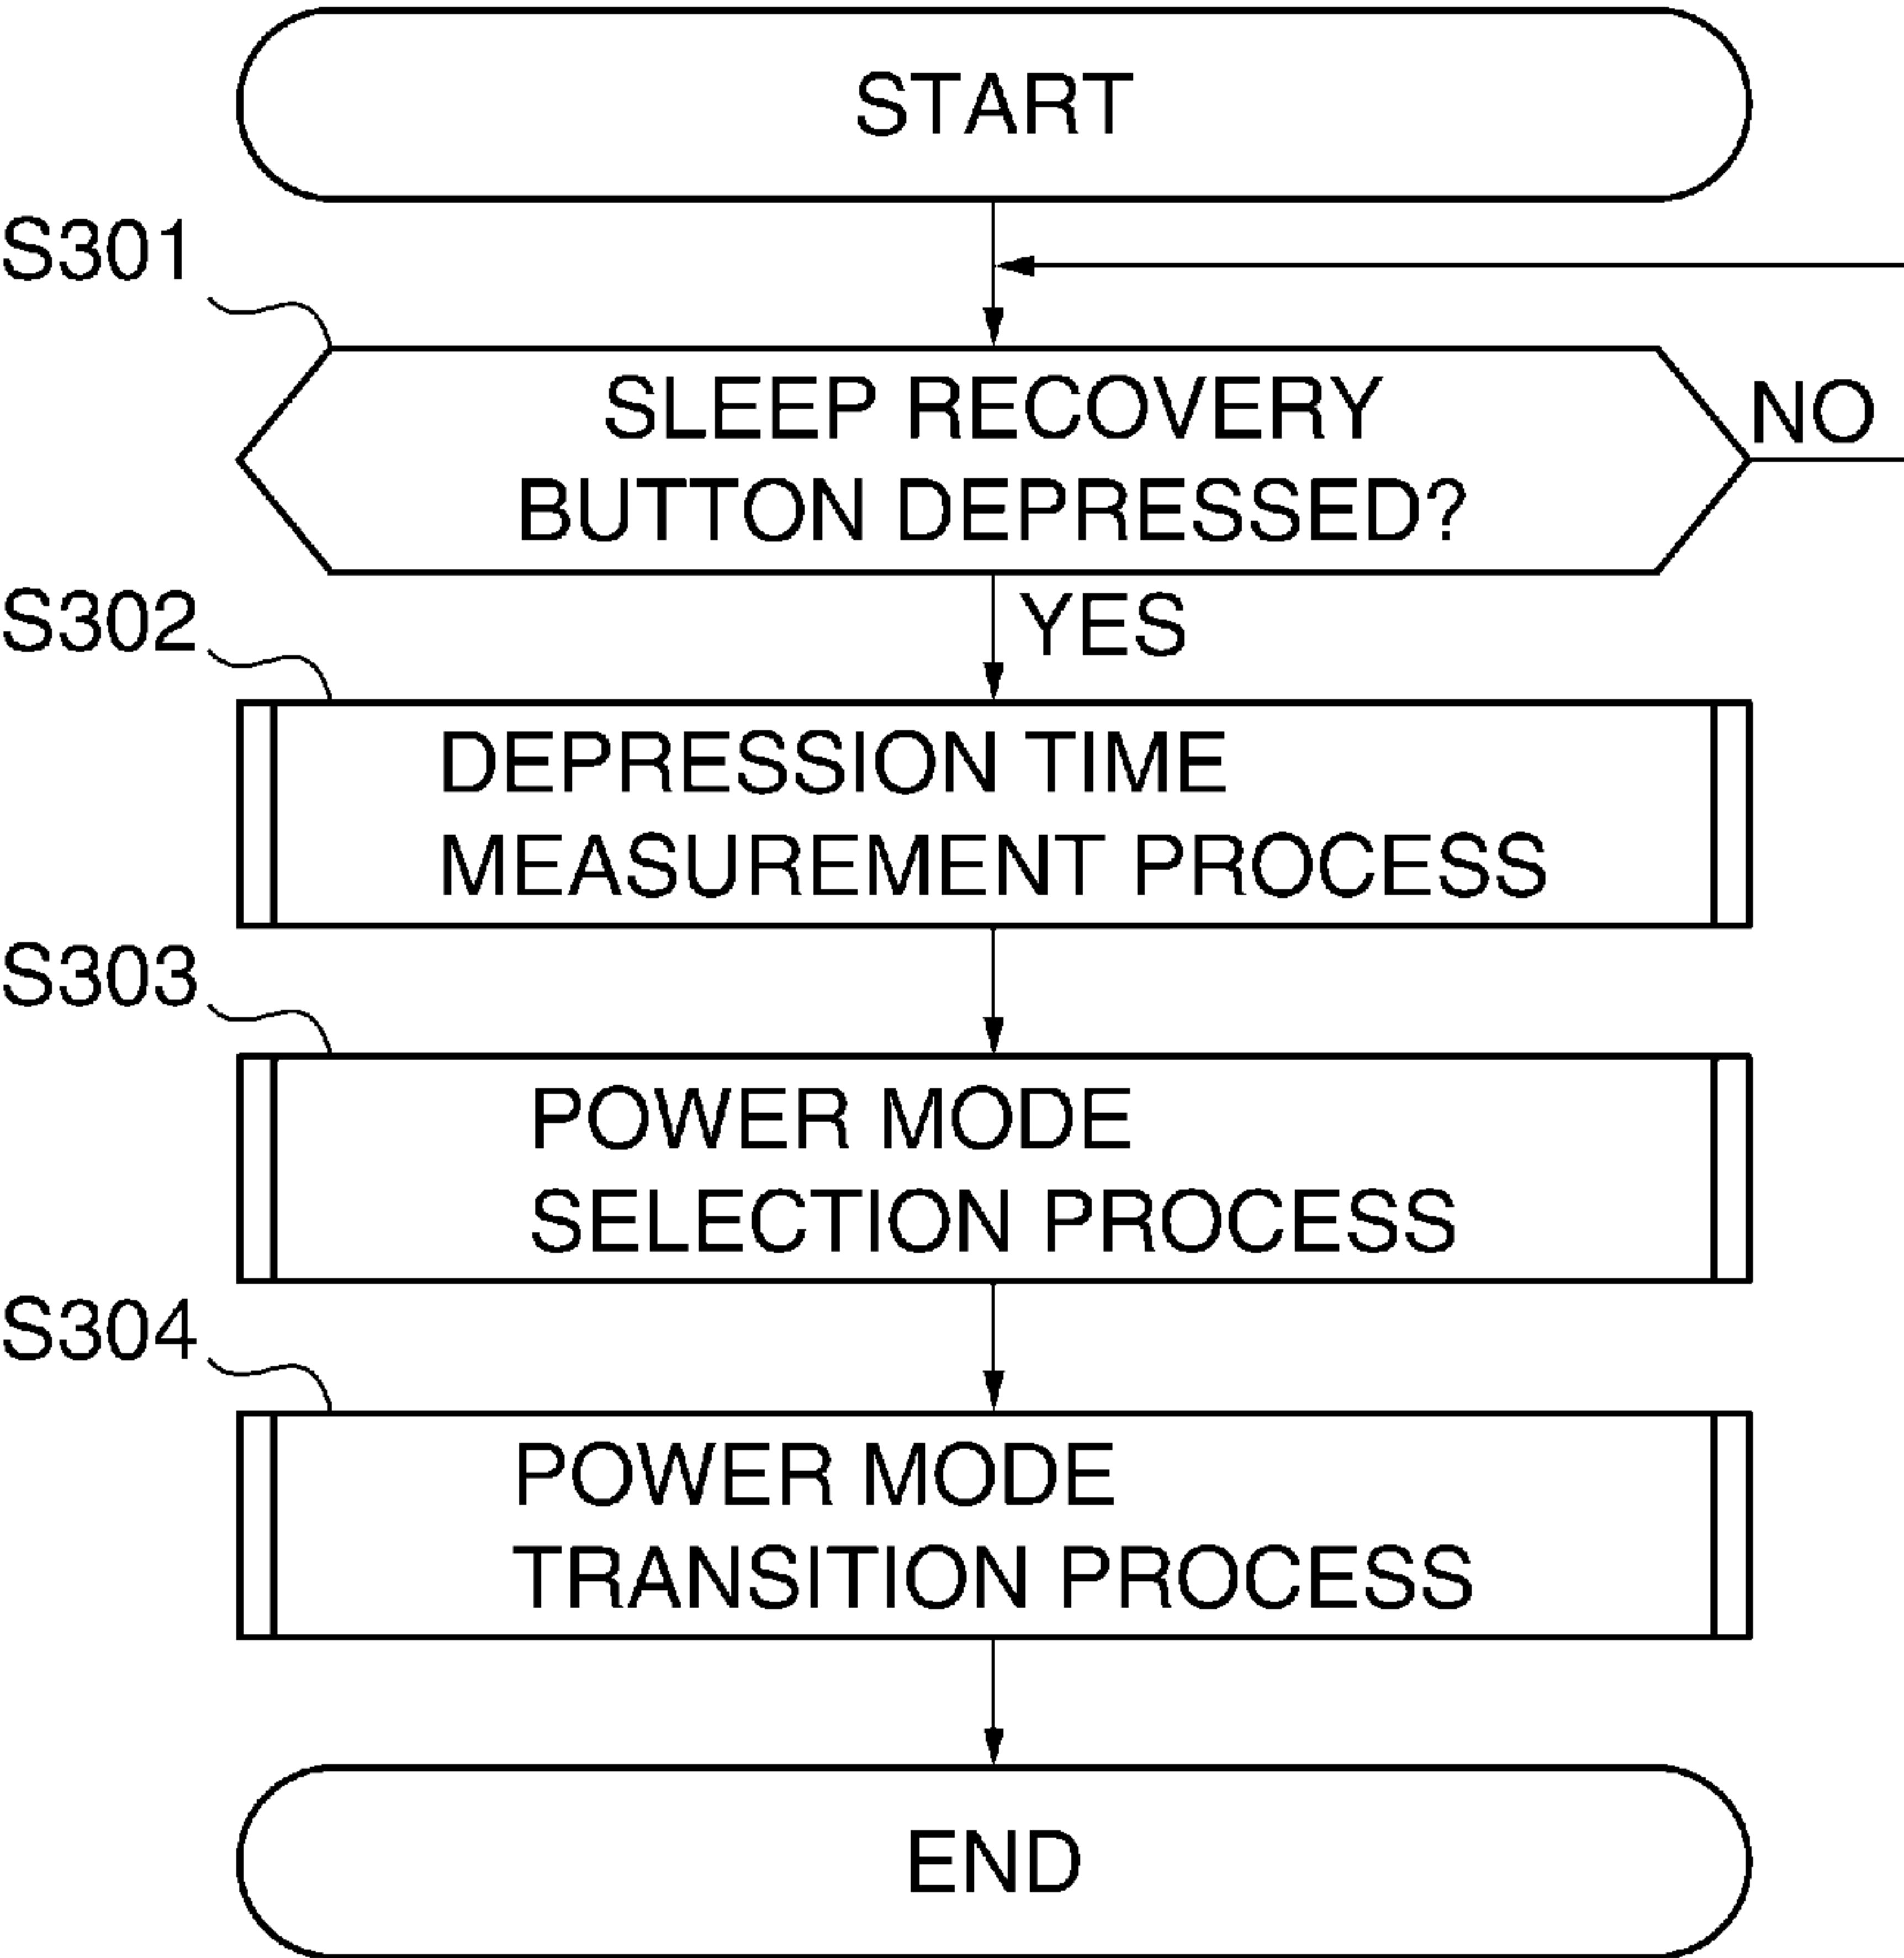 START
S301
SLEEP RECOVERY
BUTTON DEPRESSED?
NO
S302
YES
DEPRESSION TIME
MEASUREMENT PROCESS
S303
POWER MODE
SELECTION PROCESS
S304
POWER MODE
TRANSITION PROCESS
END